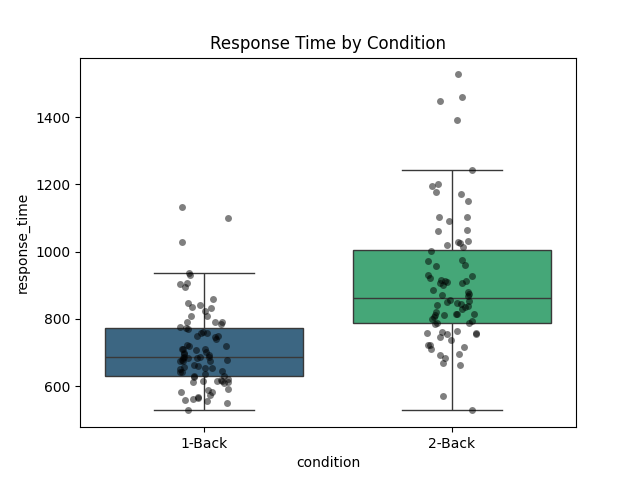 Response Time by Condition
response_time
1400
1200
1000
800
600
1-Back
2-Back
condition